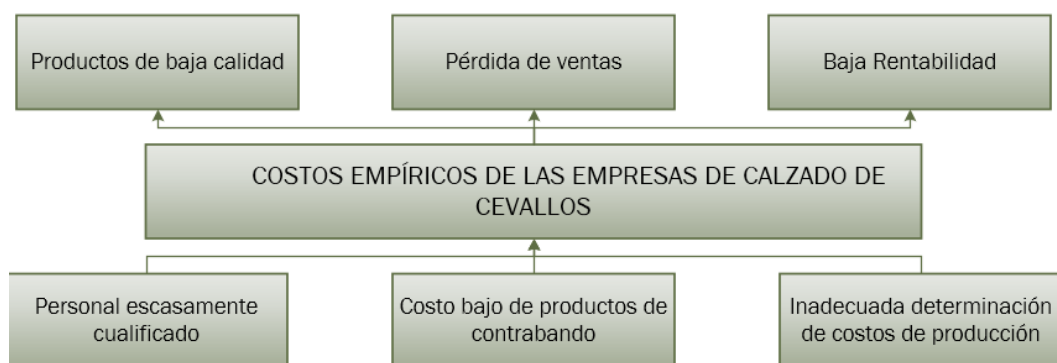 Productos de baja calidad
Pérdida de ventas
Baja Rentabilidad
COSTOS EMPÍRICOS DE LAS EMPRESAS DE CALZADO DE
CEVALLOS
Personal escasamente
cualificado
Costo bajo de productos de
contrabando
Inadecuada determinación
de costos de producción